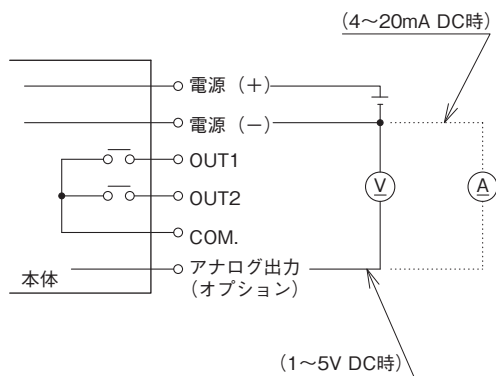 (4〜20mA DC時)
電源(+)
電源(−)
OUT1
OUT2
V
A
COM.
アナログ出力
(オプション)
本体
(1〜5V DC時)